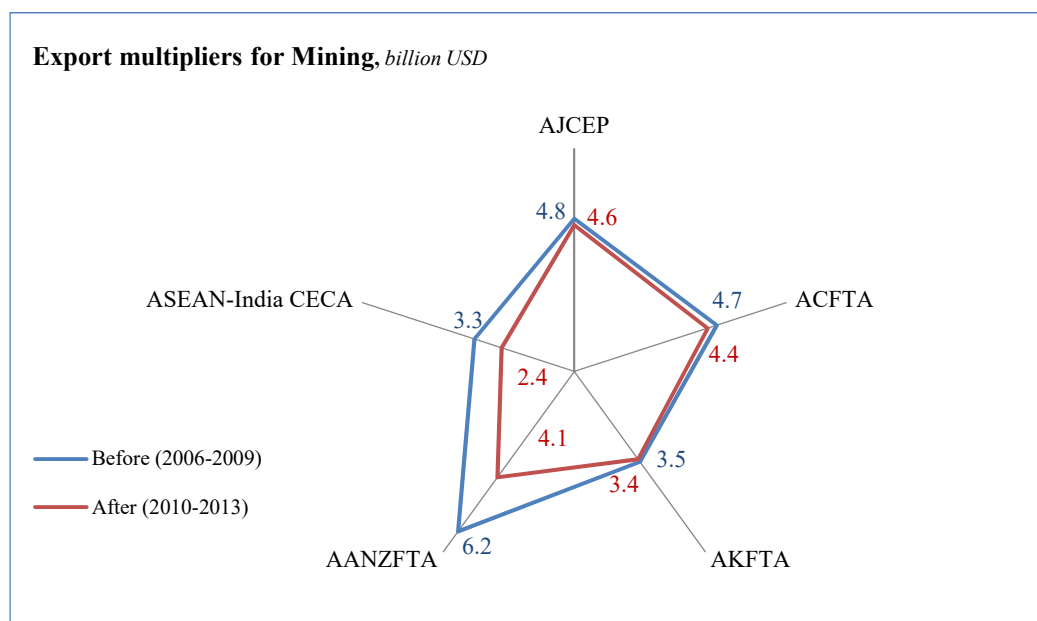 Export multipliers for Mining, billion USD
AJCEP
4.8
4.6
ASEAN-India CECA
3.3
4.7
ACFTA
4.4
2.4
4.1
Before (2006-2009)
3.5
After (2010-2013)
3.4
6.2
AANZFTA
AKFTA